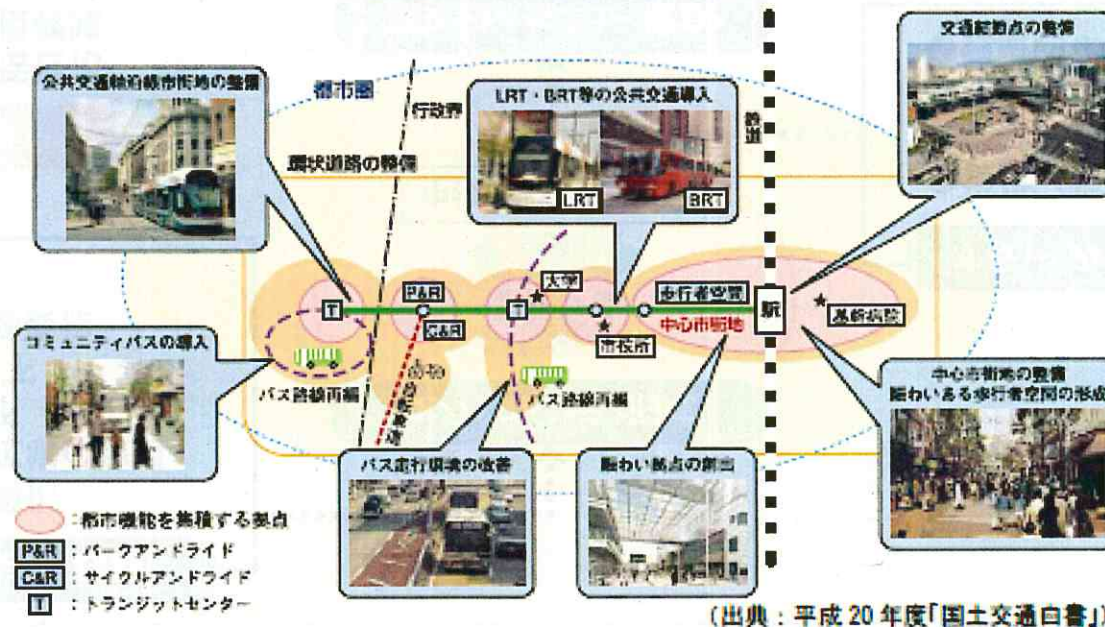 交通結節点の整備
公共交通軸沿線市街地の整備
都市圏
行政界
LRT・BRT等の公共交通導入
鉄道
環状道路の整備
LRT
BRT
P&R
大学
T
T
歩行者空間
駅
基幹病院
C&R
中心市街地
市役所
コミュニティバスの導入
バス路線再編
自転車道
バス路線再編
中心市街地の整備
賑わいある歩行者空間の形成
バス走行環境の改善
賑わい拠点の創出
:都市機能を集積する拠点
P&R:パークアンドライド
C&R:サイクルアンドライド
T:トランジットセンター
(出典:平成20年度「国土交通白書」)